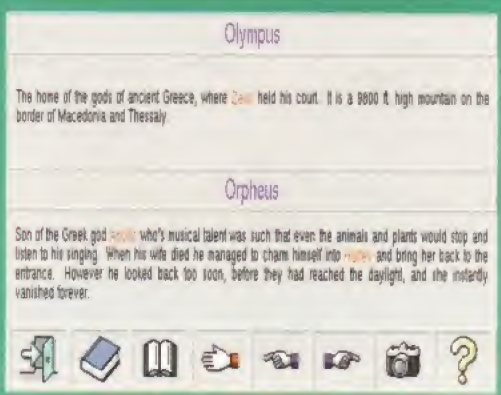 Olympus
The home of the gods of ancient Greece, where Zeus held his court. It is a 9800 ft. high mountain on the
border of Macedonia and Thessaly.
Orpheus
Son of the Greek god Apollo who's musical talent was such that even the animals and plants would stop and
listen to his singing. When his wife died he managed to charm himself into Hades and bring her back to the
entrance. However he looked back too soon, before they had reached the daylight, and she instantly
vanished forever.